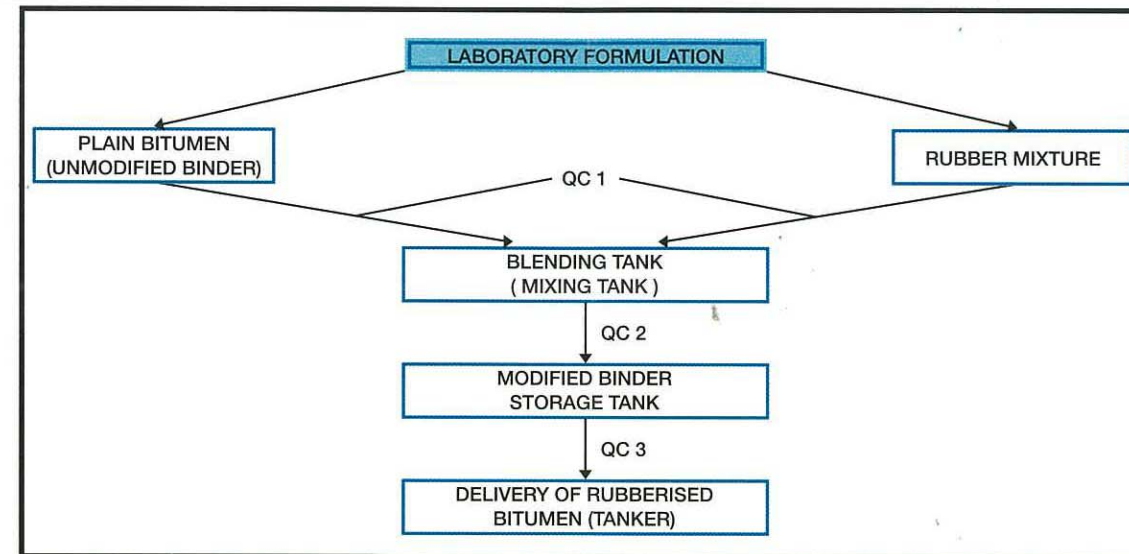 LABORATORY FORMULATION
PLAIN BITUMEN
(UNMODIFIED BINDER)
RUBBER MIXTURE
QC 1
BLENDING TANK
( MIXING TANK )
QC 2
MODIFIED BINDER
STORAGE TANK
QC 3
DELIVERY OF RUBBERISED
BITUMEN (TANKER)